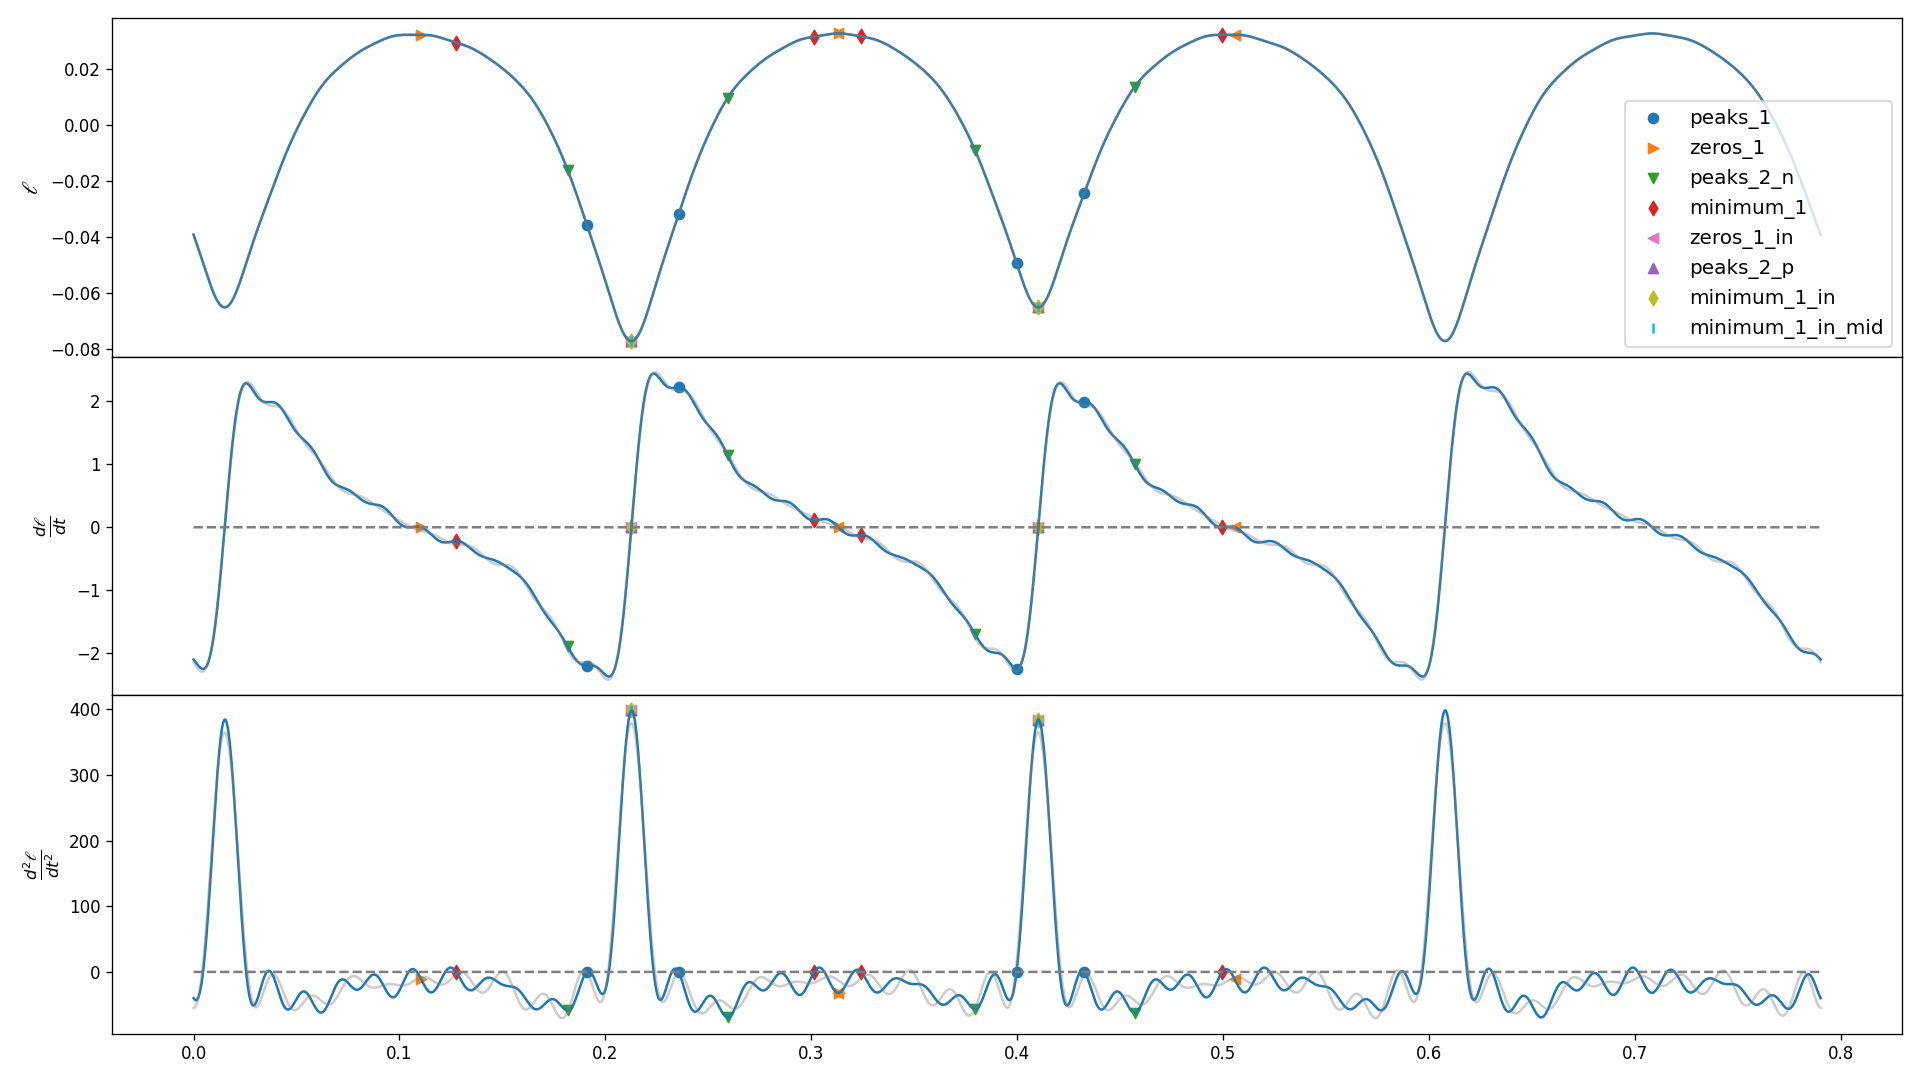 0.02
0.00
−0.02
−0.04
−0.06
−0.08
ℓ
peaks_1
zeros_1
peaks_2_n
minimum_1
zeros_1_in
peaks_2_p
minimum_1_in
minimum_1_in_mid
2
1
0
−1
−2
dℓ
dt
400
300
200
100
0
d²ℓ
dt²
0.0 0.1 0.2 0.3 0.4 0.5 0.6 0.7 0.8